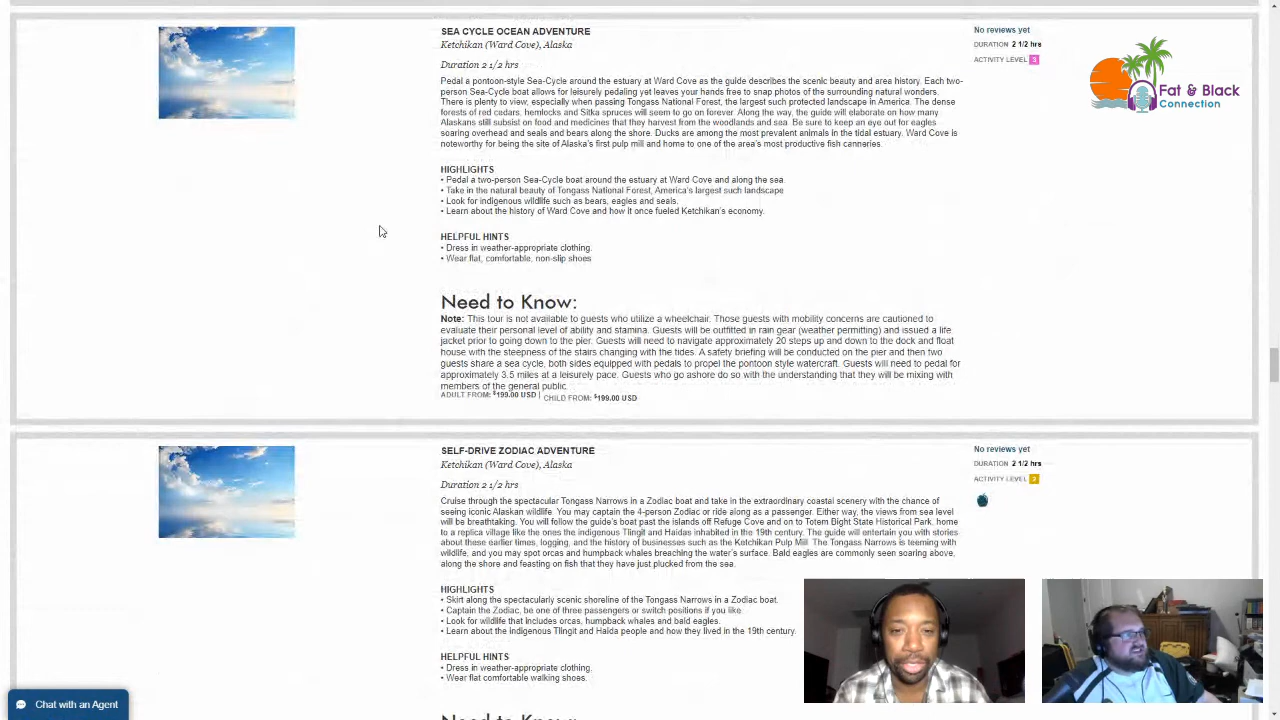 SEA CYCLE OCEAN ADVENTURE
Ketchikan (Ward Cove), Alaska
Duration 2 1/2 hrs
Pedal a pontoon-style Sea-Cycle around the estuary at Ward Cove as the guide describes the scenic beauty and area history. Each two-
person Sea-Cycle boat allows for leisurely pedaling yet leaves your hands free to snap photos of the surrounding natural wonders.
There is plenty to view, especially when passing Tongass National Forest, the largest such protected landscape in America. The dense
forests of red cedars, hemlocks and Sitka spruces will seem to go on forever. Along the way, the guide will elaborate on how many
Alaskans still subsist on food and medicines that they harvest from the woodlands and sea. Be sure to keep an eye out for eagles
soaring overhead and seals and bears along the shore. Ducks are among the most prevalent animals in the tidal estuary. Ward Cove is
noteworthy for being the site of Alaska's first pulp mill and home to one of the area's most productive fish canneries.
HIGHLIGHTS
• Pedal a two-person Sea-Cycle boat around the estuary at Ward Cove and along the sea.
• Take in the natural beauty of Tongass National Forest, America's largest such landscape
• Look for indigenous wildlife such as bears, eagles and seals.
• Learn about the history of Ward Cove and how it once fueled Ketchikan's economy.
HELPFUL HINTS
• Dress in weather-appropriate clothing.
• Wear flat, comfortable, non-slip shoes
Need to Know:
Note: This tour is not available to guests who utilize a wheelchair. Those guests with mobility concerns are cautioned to
evaluate their personal level of ability and stamina. Guests will be outfitted in rain gear (weather permitting) and issued a life
jacket prior to going down to the pier. Guests will need to navigate approximately 20 steps up and down to the dock and float
house with the steepness of the stairs changing with the tides. A safety briefing will be conducted on the pier and then two
guests share a sea cycle, both sides equipped with pedals to propel the pontoon style watercraft. Guests will need to pedal for
approximately 3.5 miles at a leisurely pace. Guests who go ashore do so with the understanding that they will be mixing with
members of the general public.
ADULT FROM: $199.00 USD | CHILD FROM: $199.00 USD
No reviews yet
DURATION 2 1/2 hrs
ACTIVITY LEVEL 3
Fat & Black
Connection
SELF-DRIVE ZODIAC ADVENTURE
Ketchikan (Ward Cove), Alaska
Duration 2 1/2 hrs
Cruise through the spectacular Tongass Narrows in a Zodiac boat and take in the extraordinary coastal scenery with the chance of
seeing iconic Alaskan wildlife. You may captain the 4-person Zodiac or ride along as a passenger. Either way, the views from sea level
will be breathtaking. You will follow the guide's boat past the islands off Refuge Cove and on to Totem Bight State Historical Park, home
to a replica village like the ones the indigenous Tlingit and Haidas inhabited in the 19th century. The guide will entertain you with stories
about these earlier times, logging, and the history of businesses such as the Ketchikan Pulp Mill. The Tongass Narrows is teeming with
wildlife, and you may spot orcas and humpback whales breaching the water's surface. Bald eagles are commonly seen soaring above,
along the shore and feasting on fish that they have just plucked from the sea.
HIGHLIGHTS
• Skirt along the spectacularly scenic shoreline of the Tongass Narrows in a Zodiac boat.
• Captain the Zodiac, be one of three passengers or switch positions if you like.
• Look for wildlife that includes orcas, humpback whales and bald eagles.
• Learn about the indigenous Tlingit and Haida people and how they lived in the 19th century.
HELPFUL HINTS
• Dress in weather-appropriate clothing.
• Wear flat comfortable walking shoes.
Need to Know:
No reviews yet
DURATION 2 1/2 hrs
ACTIVITY LEVEL 2
Chat with an Agent